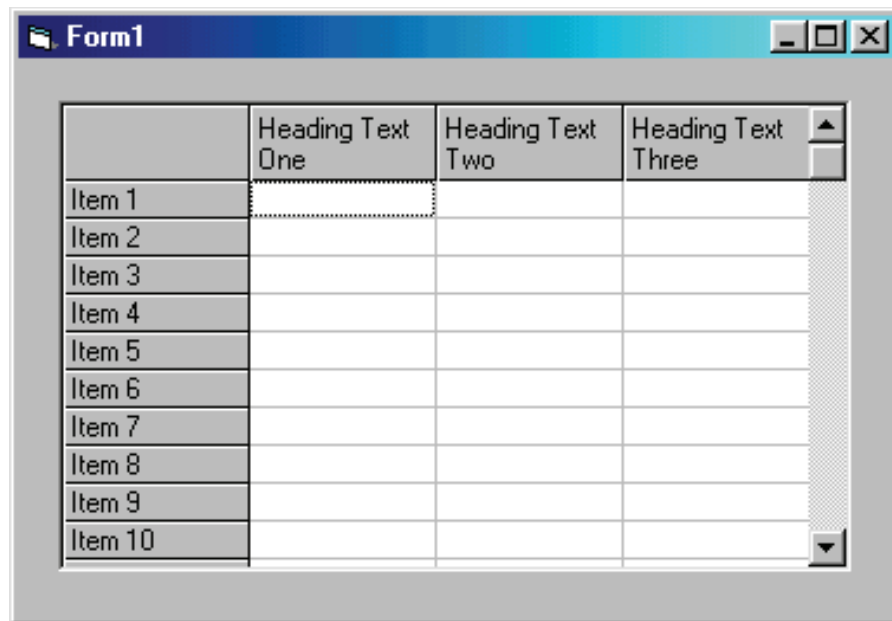 Form1
Heading Text One
Heading Text Two
Heading Text Three
Item 1
Item 2
Item 3
Item 4
Item 5
Item 6
Item 7
Item 8
Item 9
Item 10